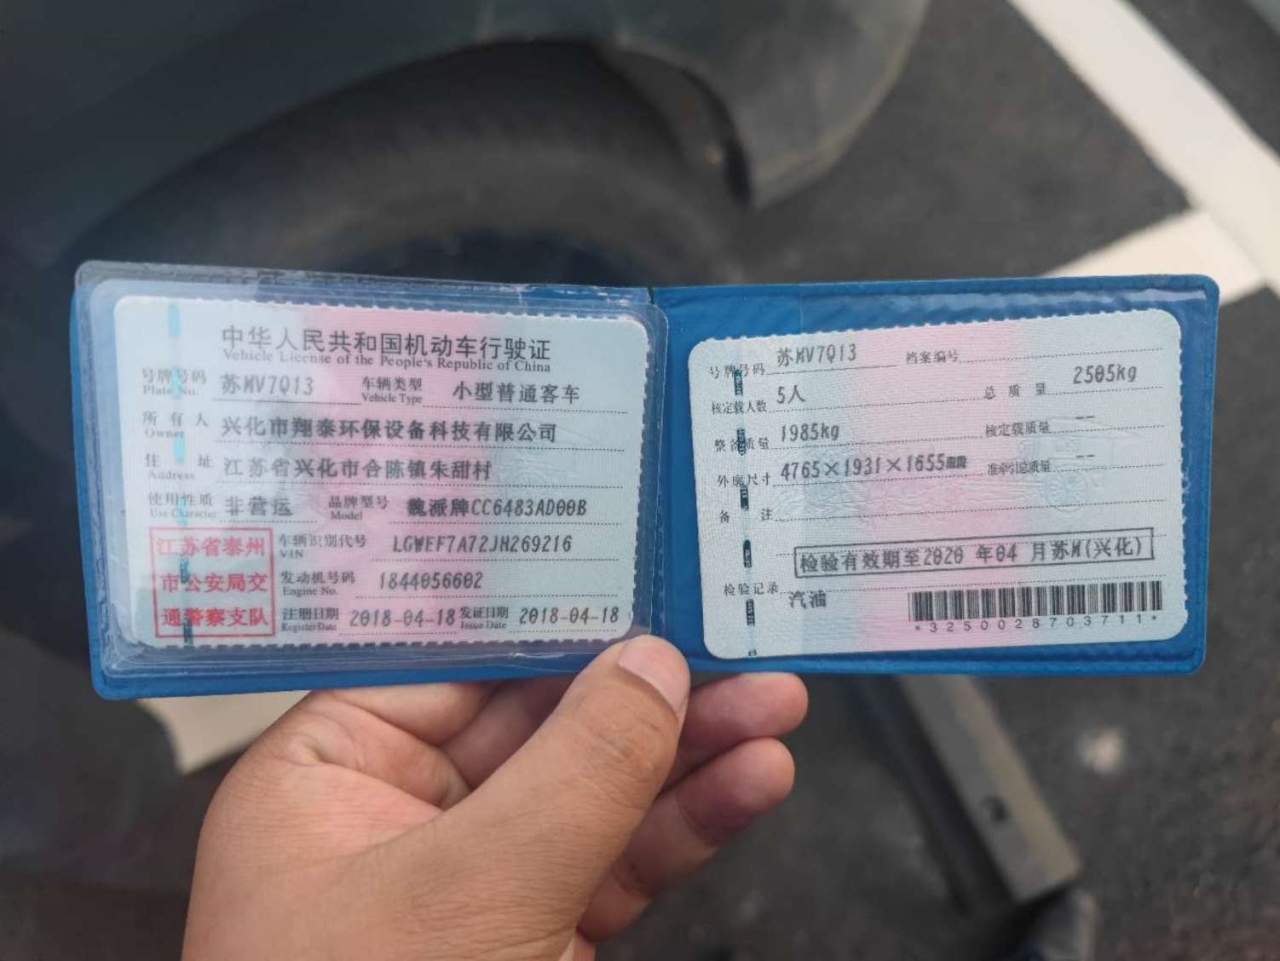 中华人民共和国机动车行驶证
Vehicle License of the People's Republic of China
号牌号码 Plate No. 苏MV7Q13 车辆类型 Vehicle Type 小型普通客车
所有人 Owner 兴化市翔泰环保设备科技有限公司
住址 Address 江苏省兴化市合陈镇朱甜村
使用性质 Use Character 非营运 品牌型号 Model 魏派牌CC6483AD00B
江苏省泰州
市公安局交
通警察支队
车辆识别代号 VIN LGWEF7A72JH269216
发动机号码 Engine No. 1844056602
注册日期 Register Date 2018-04-18 发证日期 Issue Date 2018-04-18
号牌号码 苏MV7Q13 档案编号
核定载人数 5人 总质量 2505kg
整备质量 1985kg 核定载质量 --
外廓尺寸 4765×1931×1655mm 准牵引总质量 --
备注
检验有效期至2020 年04 月苏M(兴化)
检验记录
汽油
*3250028703711*